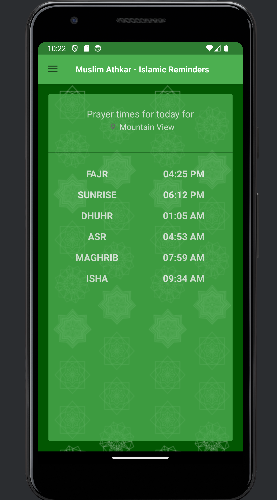 10:22
Muslim Athkar - Islamic Reminders
Prayer times for today for
Mountain View
FAJR 04:25 PM
SUNRISE 06:12 PM
DHUHR 01:05 AM
ASR 04:53 AM
MAGHRIB 07:59 AM
ISHA 09:34 AM